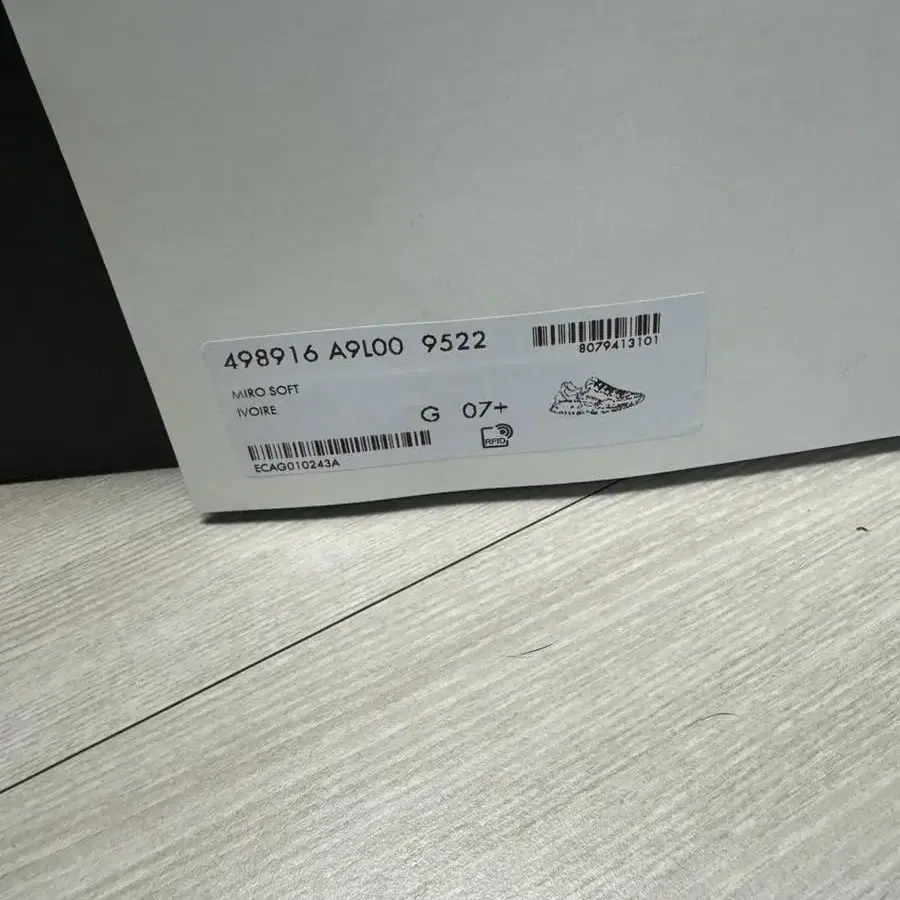 498916 A9L00 9522
8079413101
MIRO SOFT
IVOIRE
G 07+
RFID
ECAG010243A